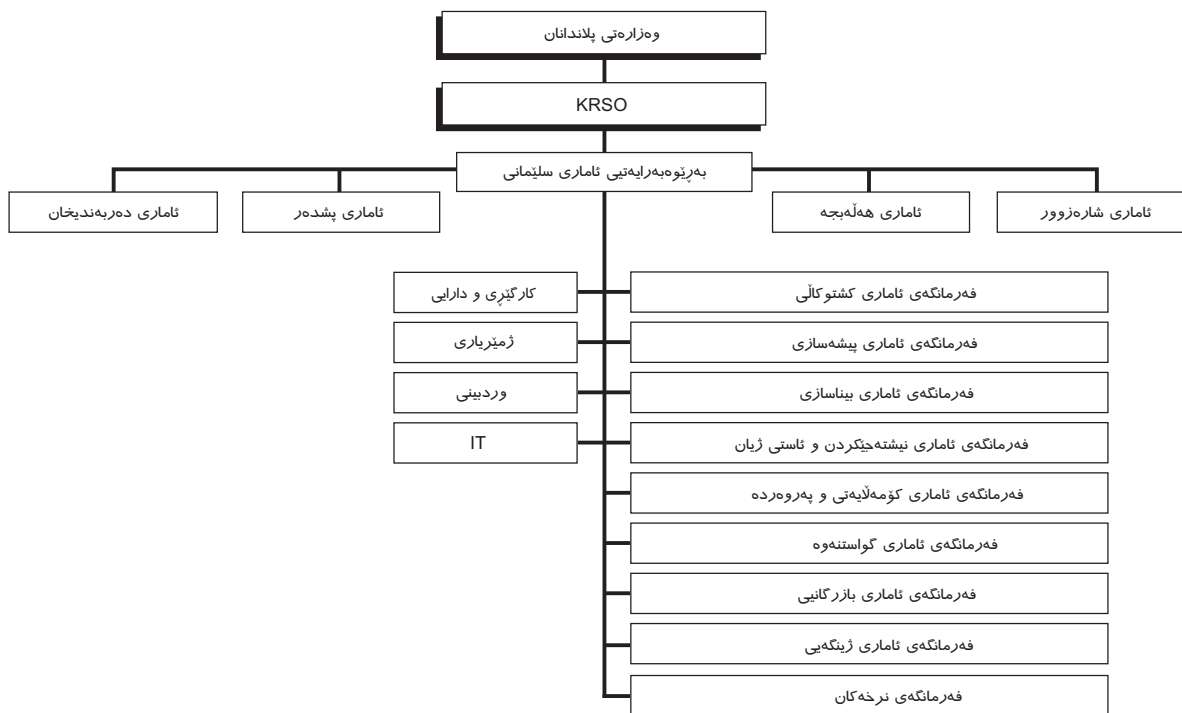 وەزارەتی پلاندانان
KRSO
بەڕێوەبەرایەتیی ئاماری سلێمانی
ئاماری شارەزوور
ئاماری هەڵەبجە
ئاماری پشدەر
ئاماری دەربەندیخان
فەرمانگەی ئاماری کشتوکاڵی
کارگێڕی و دارایی
فەرمانگەی ئاماری پیشەسازی
ژمێریاری
فەرمانگەی ئاماری بیناسازی
وردبینی
فەرمانگەی ئاماری نیشتەجێکردن و ئاستی ژیان
IT
فەرمانگەی ئاماری کۆمەڵایەتی و پەروەردە
فەرمانگەی ئاماری گواستنەوە
فەرمانگەی ئاماری بازرگانیی
فەرمانگەی ئاماری ژینگەیی
فەرمانگەی نرخەکان